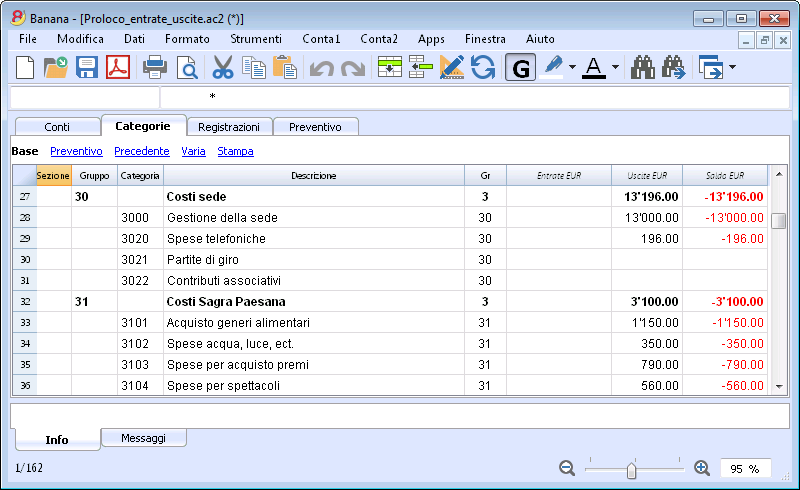 Banana - [Proloco_entrate_uscite.ac2 (*)]
File Modifica Dati Formato Strumenti Conta1 Conta2 Apps Finestra Aiuto
G A
*
Conti Categorie Registrazioni Preventivo
Base Preventivo Precedente Varia Stampa
Sezione Gruppo Categoria Descrizione Gr Entrate EUR Uscite EUR Saldo EUR
27 30 Costi sede 3 13'196.00 -13'196.00
28 3000 Gestione della sede 30 13'000.00 -13'000.00
29 3020 Spese telefoniche 30 196.00 -196.00
30 3021 Partite di giro 30
31 3022 Contributi associativi 30
32 31 Costi Sagra Paesana 3 3'100.00 -3'100.00
33 3101 Acquisto generi alimentari 31 1'150.00 -1'150.00
34 3102 Spese acqua, luce, ect. 31 350.00 -350.00
35 3103 Spese per acquisto premi 31 790.00 -790.00
36 3104 Spese per spettacoli 31 560.00 -560.00
Info Messaggi
1/162 95 %